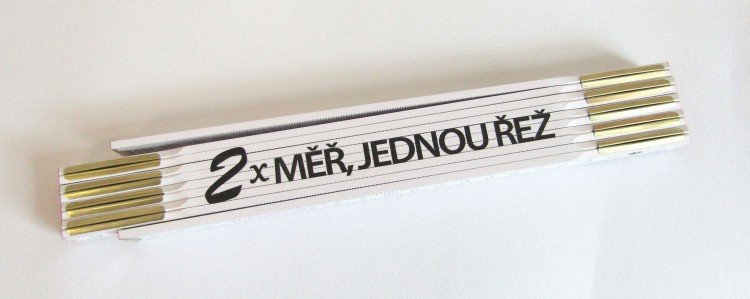 2x MĚŘ, JEDNOU ŘEŽ